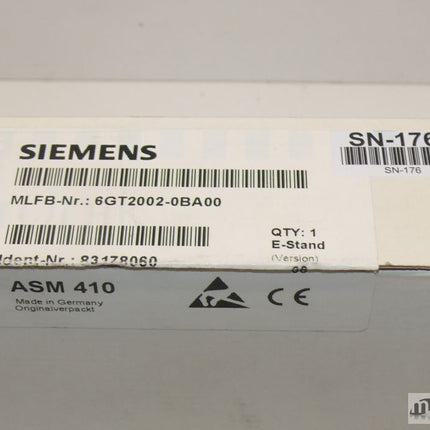 SIEMENS
SN-176
SN-176
MLFB-Nr.: 6GT2002-0BA00
QTY: 1
E-Stand
(Version)
Ident-Nr.: 83178060
ASM 410
Made in Germany
Originalverpackt